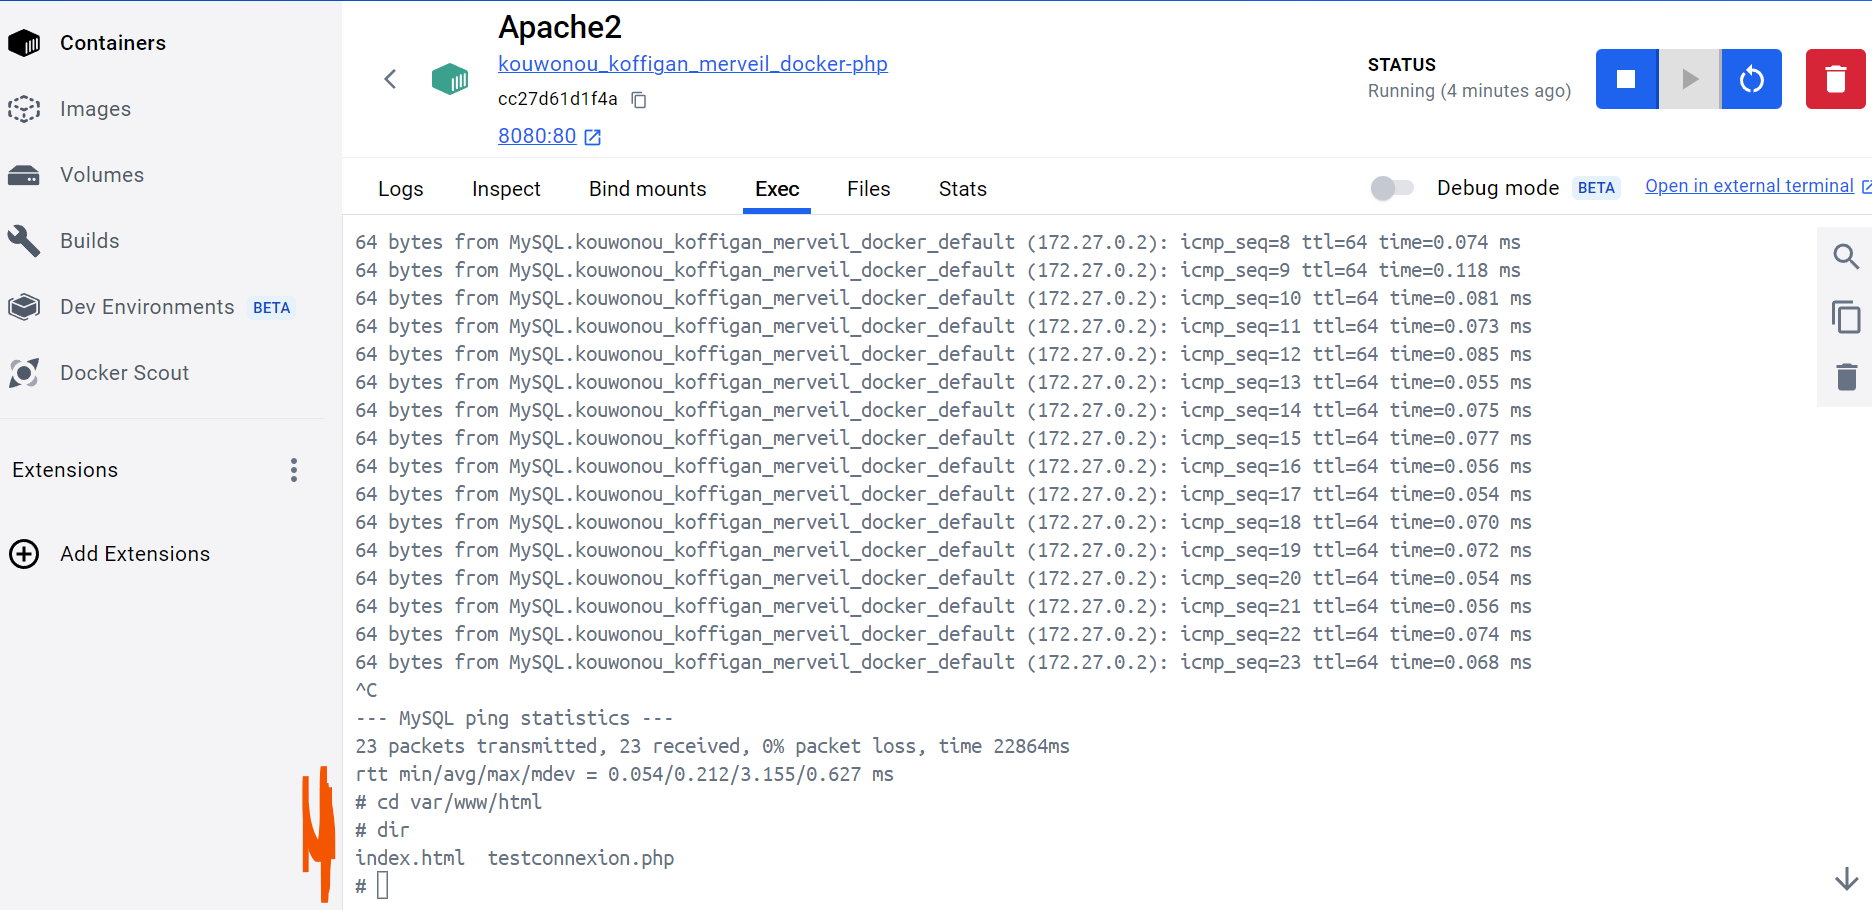 Containers
Images
Volumes
Builds
Dev Environments BETA
Docker Scout
Extensions
Add Extensions
Apache2
kouwonou_koffigan_merveil_docker-php
cc27d61d1f4a
8080:80
STATUS
Running (4 minutes ago)
Logs Inspect Bind mounts Exec Files Stats
Debug mode BETA Open in external terminal
64 bytes from MySQL.kouwonou_koffigan_merveil_docker_default (172.27.0.2): icmp_seq=8 ttl=64 time=0.074 ms
64 bytes from MySQL.kouwonou_koffigan_merveil_docker_default (172.27.0.2): icmp_seq=9 ttl=64 time=0.118 ms
64 bytes from MySQL.kouwonou_koffigan_merveil_docker_default (172.27.0.2): icmp_seq=10 ttl=64 time=0.081 ms
64 bytes from MySQL.kouwonou_koffigan_merveil_docker_default (172.27.0.2): icmp_seq=11 ttl=64 time=0.073 ms
64 bytes from MySQL.kouwonou_koffigan_merveil_docker_default (172.27.0.2): icmp_seq=12 ttl=64 time=0.085 ms
64 bytes from MySQL.kouwonou_koffigan_merveil_docker_default (172.27.0.2): icmp_seq=13 ttl=64 time=0.055 ms
64 bytes from MySQL.kouwonou_koffigan_merveil_docker_default (172.27.0.2): icmp_seq=14 ttl=64 time=0.075 ms
64 bytes from MySQL.kouwonou_koffigan_merveil_docker_default (172.27.0.2): icmp_seq=15 ttl=64 time=0.077 ms
64 bytes from MySQL.kouwonou_koffigan_merveil_docker_default (172.27.0.2): icmp_seq=16 ttl=64 time=0.056 ms
64 bytes from MySQL.kouwonou_koffigan_merveil_docker_default (172.27.0.2): icmp_seq=17 ttl=64 time=0.054 ms
64 bytes from MySQL.kouwonou_koffigan_merveil_docker_default (172.27.0.2): icmp_seq=18 ttl=64 time=0.070 ms
64 bytes from MySQL.kouwonou_koffigan_merveil_docker_default (172.27.0.2): icmp_seq=19 ttl=64 time=0.072 ms
64 bytes from MySQL.kouwonou_koffigan_merveil_docker_default (172.27.0.2): icmp_seq=20 ttl=64 time=0.054 ms
64 bytes from MySQL.kouwonou_koffigan_merveil_docker_default (172.27.0.2): icmp_seq=21 ttl=64 time=0.056 ms
64 bytes from MySQL.kouwonou_koffigan_merveil_docker_default (172.27.0.2): icmp_seq=22 ttl=64 time=0.074 ms
64 bytes from MySQL.kouwonou_koffigan_merveil_docker_default (172.27.0.2): icmp_seq=23 ttl=64 time=0.068 ms
^C
--- MySQL ping statistics ---
23 packets transmitted, 23 received, 0% packet loss, time 22864ms
rtt min/avg/max/mdev = 0.054/0.212/3.155/0.627 ms
# cd var/www/html
# dir
index.html  testconnexion.php
#